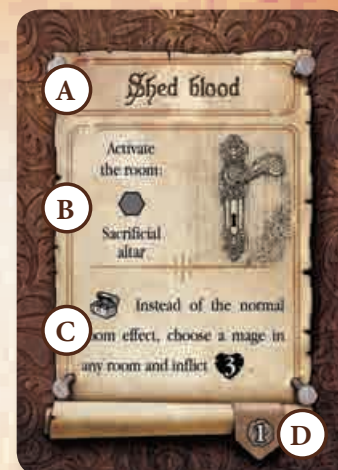 A
Shed blood
Activate
the room:
B
Sacrificial
altar
Instead of the normal
C
room effect, choose a mage in
any room and inflict 3 .
1
D